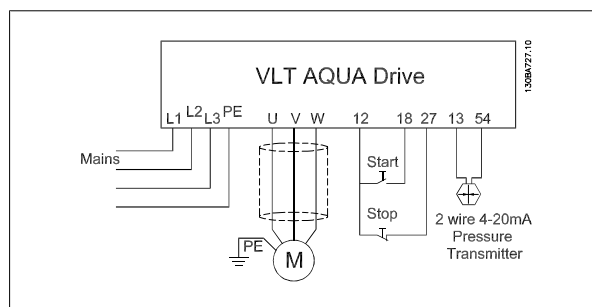 VLT AQUA Drive
130BA727.10
L1 L2 L3 PE U V W 12 18 27 13 54
Mains
Start
Stop
PE
M
2 wire 4-20mA
Pressure
Transmitter